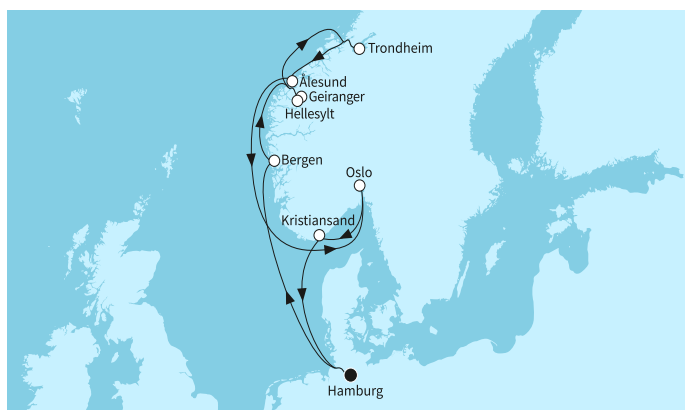 Trondheim
Ålesund
Geiranger
Hellesylt
Bergen
Oslo
Kristiansand
Hamburg